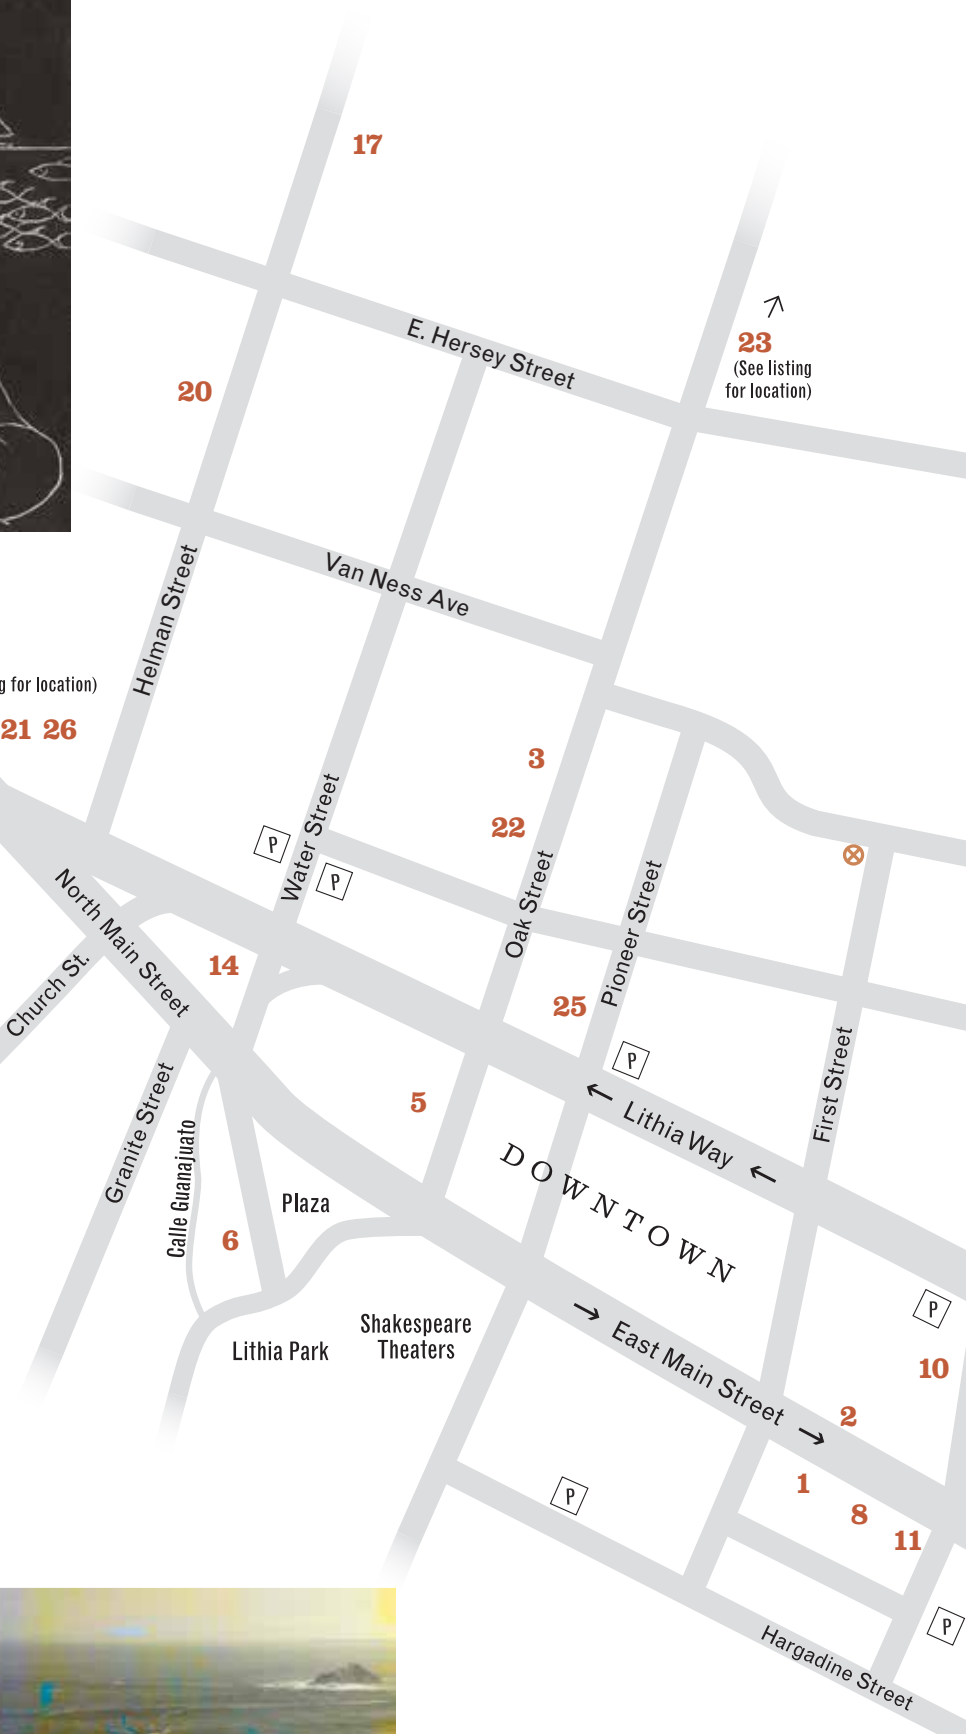 17
23
(See listing
for location)
E. Hersey Street
20
Van Ness Ave
Helman Street
g for location)
21 26
3
22
Water Street
P
P
Oak Street
Pioneer Street
North Main Street
Church St.
14
25
P
First Street
Lithia Way
Granite Street
Calle Guanajuato
5
DOWNTOWN
Plaza
6
Lithia Park
Shakespeare
Theaters
East Main Street
P
10
2
1
8
11
P
P
Hargadine Street